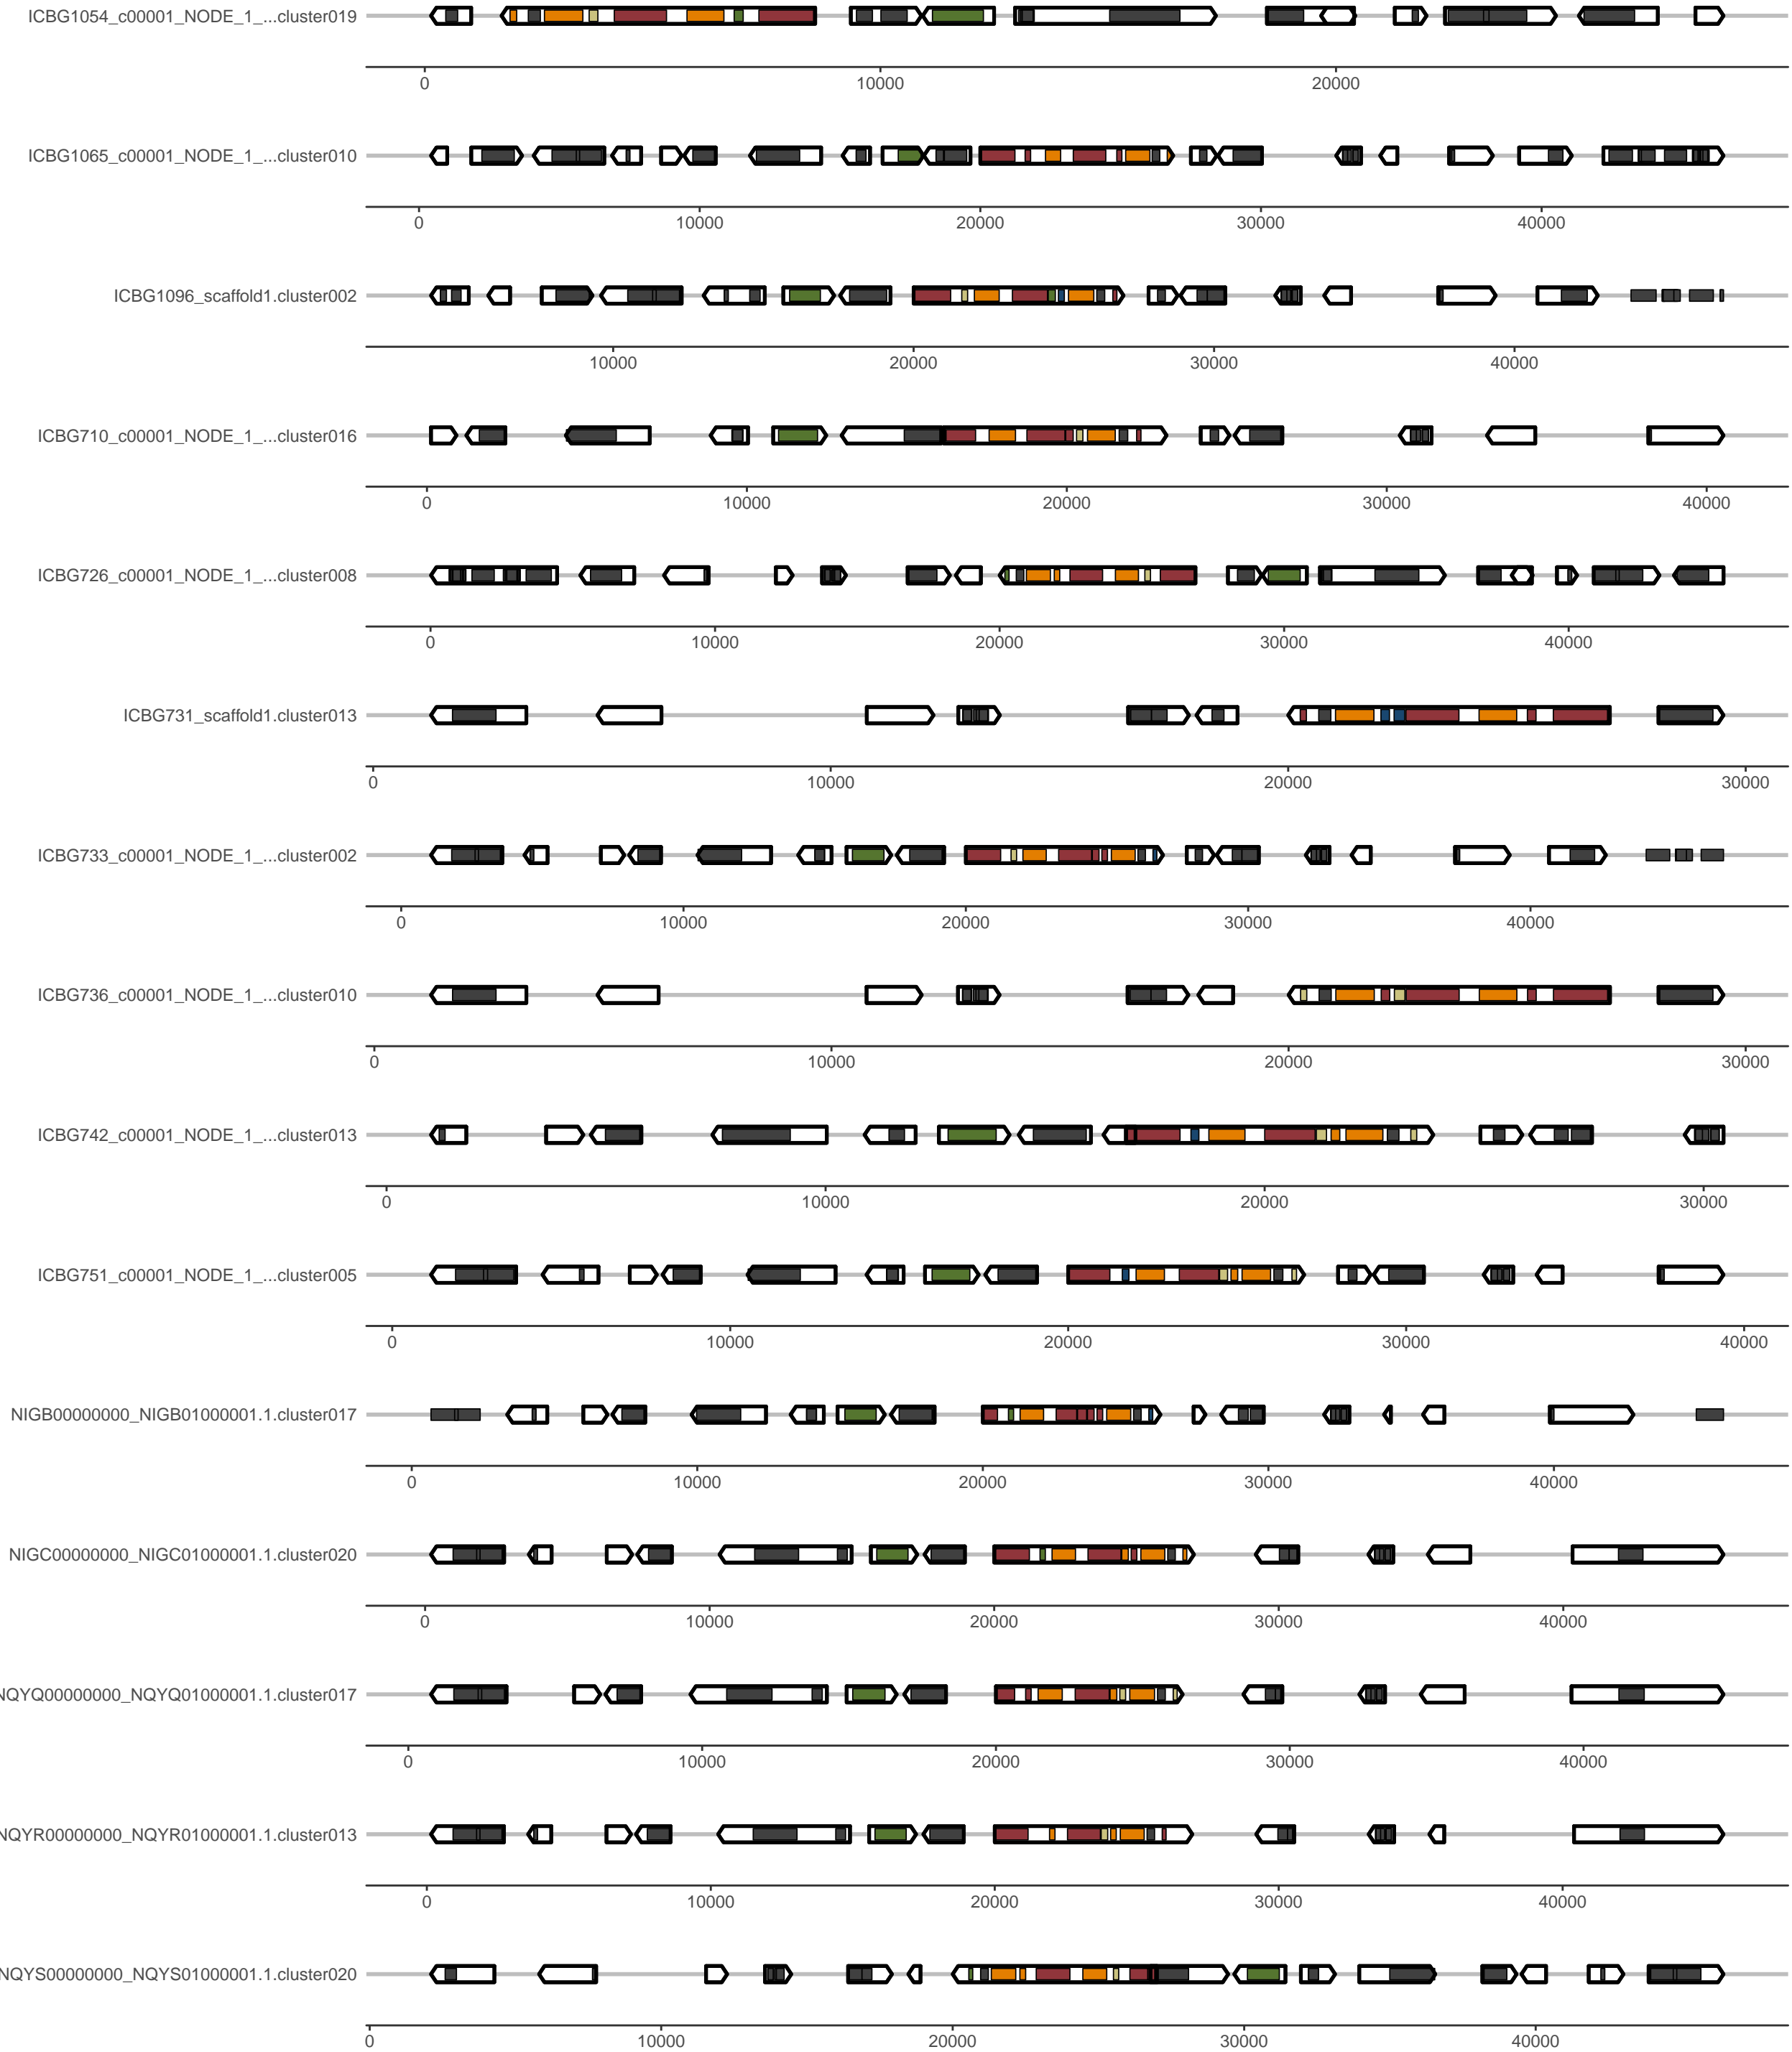 ICBG1054_c00001_NODE_1_...cluster019
0 10000 20000
ICBG1065_c00001_NODE_1_...cluster010
0 10000 20000 30000 40000
ICBG1096_scaffold1.cluster002
10000 20000 30000 40000
ICBG710_c00001_NODE_1_...cluster016
0 10000 20000 30000 40000
ICBG726_c00001_NODE_1_...cluster008
0 10000 20000 30000 40000
ICBG731_scaffold1.cluster013
0 10000 20000 30000
ICBG733_c00001_NODE_1_...cluster002
0 10000 20000 30000 40000
ICBG736_c00001_NODE_1_...cluster010
0 10000 20000 30000
ICBG742_c00001_NODE_1_...cluster013
0 10000 20000 30000
ICBG751_c00001_NODE_1_...cluster005
0 10000 20000 30000 40000
NIGB00000000_NIGB01000001.1.cluster017
0 10000 20000 30000 40000
NIGC00000000_NIGC01000001.1.cluster020
0 10000 20000 30000 40000
NQYQ00000000_NQYQ01000001.1.cluster017
0 10000 20000 30000 40000
NQYR00000000_NQYR01000001.1.cluster013
0 10000 20000 30000 40000
NQYS00000000_NQYS01000001.1.cluster020
0 10000 20000 30000 40000